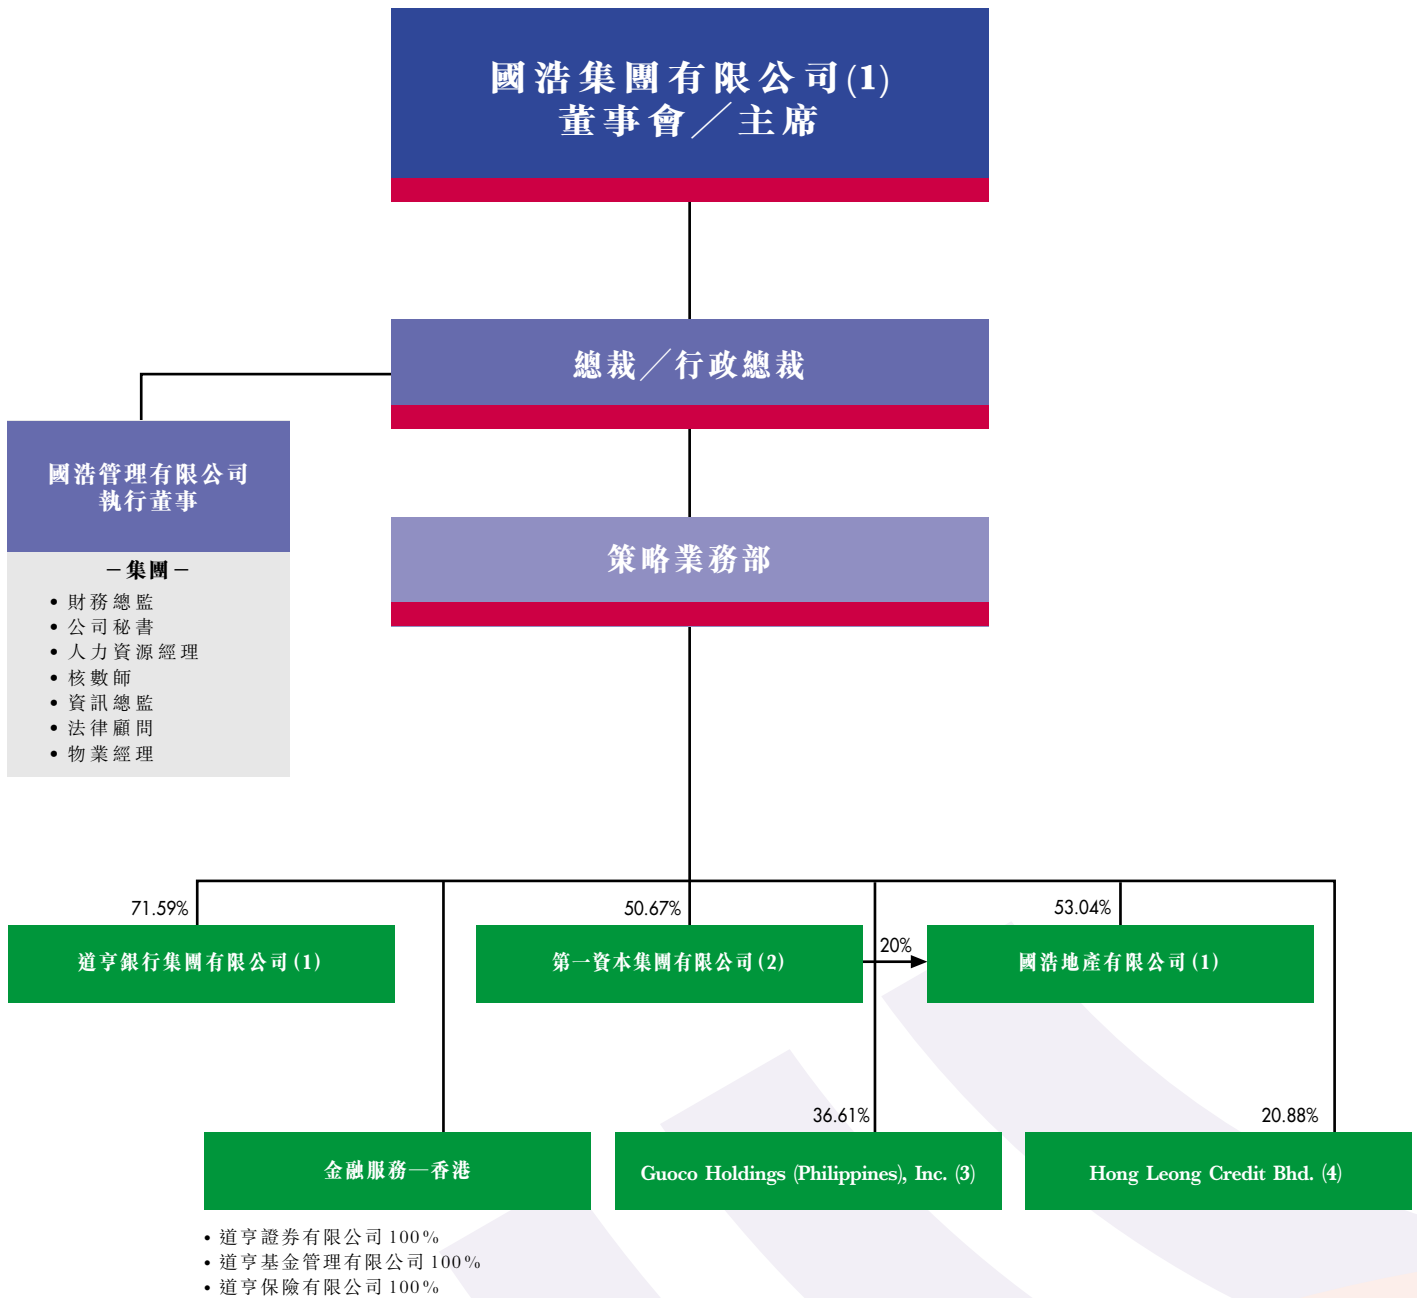 國浩集團有限公司(1)
董事會／主席
總裁／行政總裁
國浩管理有限公司
執行董事
－集團－
• 財務總監
• 公司秘書
• 人力資源經理
• 核數師
• 資訊總監
• 法律顧問
• 物業經理
策略業務部
71.59%
50.67%
53.04%
道亨銀行集團有限公司(1)
第一資本集團有限公司(2)
20%
國浩地產有限公司(1)
36.61%
20.88%
金融服務—香港
Guoco Holdings (Philippines), Inc. (3)
Hong Leong Credit Bhd. (4)
• 道亨證券有限公司 100%
• 道亨基金管理有限公司 100%
• 道亨保險有限公司 100%